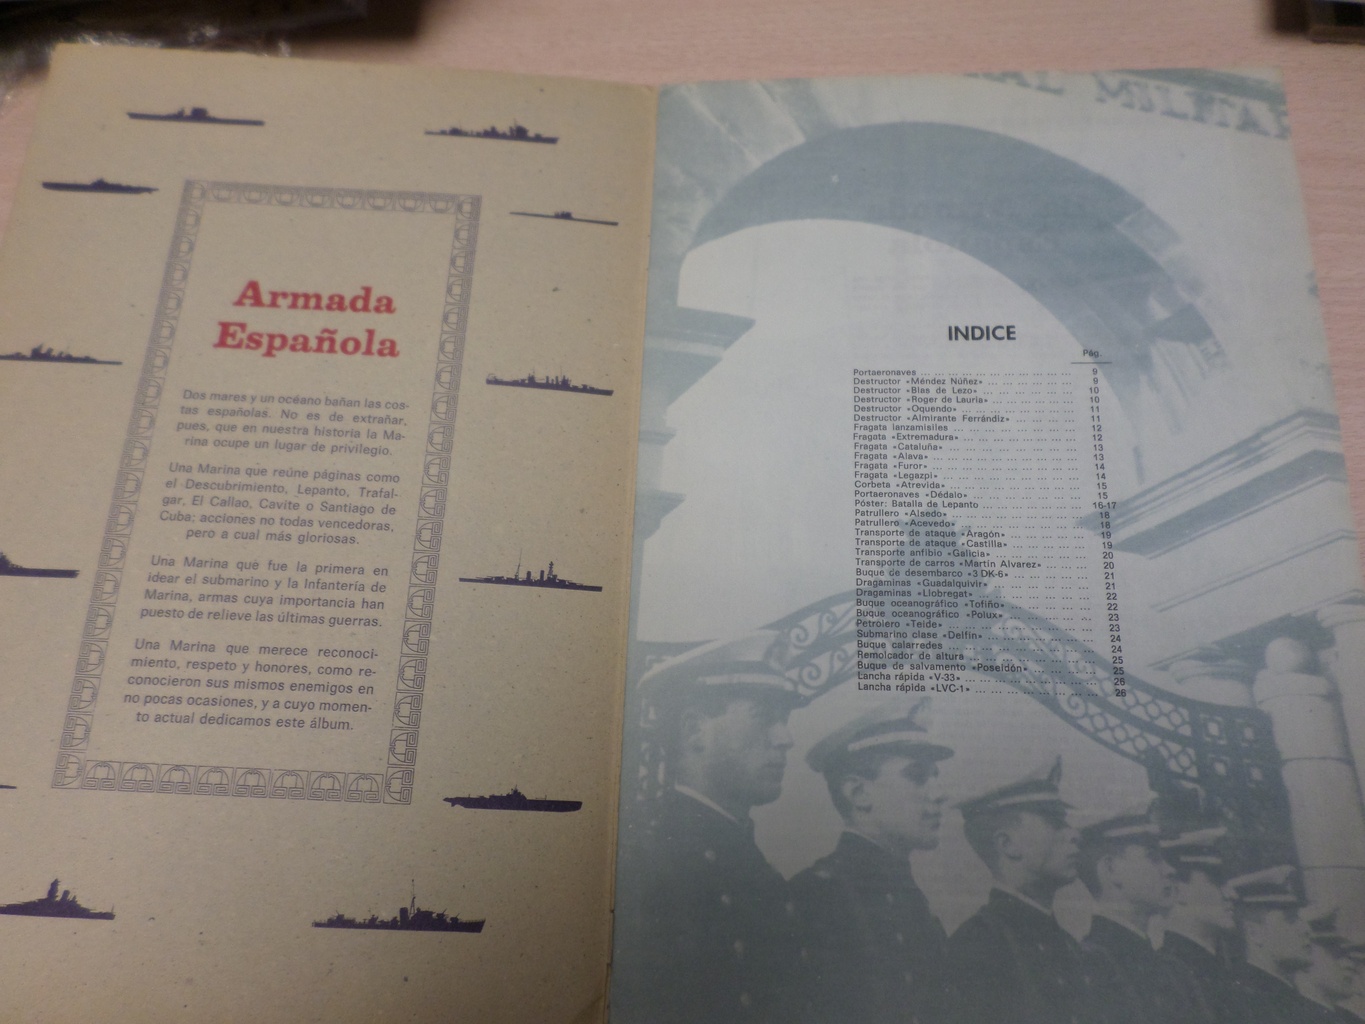 Armada
Española
Dos mares y un océano bañan las cos-
tas españolas. No es de extrañar,
pues, que en nuestra historia la Ma-
rina ocupe un lugar de privilegio.
Una Marina que reúne páginas como
el Descubrimiento, Lepanto, Trafal-
gar, El Callao, Cavite o Santiago de
Cuba; acciones no todas vencedoras,
pero a cual más gloriosas.
Una Marina que fue la primera en
idear el submarino y la Infantería de
Marina, armas cuya importancia han
puesto de relieve las últimas guerras.
Una Marina que merece reconoci-
miento, respeto y honores, como re-
conocieron sus mismos enemigos en
no pocas ocasiones, y a cuyo momen-
to actual dedicamos este álbum.
MILITAR
INDICE
Pág.
Portaeronaves ... 9
Destructor «Méndez Núñez» ... 9
Destructor «Blas de Lezo» ... 10
Destructor «Roger de Lauria» ... 10
Destructor «Oquendo» ... 11
Destructor «Almirante Ferrándiz» ... 11
Fragata lanzamisiles ... 12
Fragata «Extremadura» ... 12
Fragata «Cataluña» ... 13
Fragata «Alava» ... 13
Fragata «Furor» ... 14
Fragata «Legazpi» ... 14
Corbeta «Atrevida» ... 15
Portaeronaves «Dédalo» ... 15
Póster: Batalla de Lepanto ... 16-17
Patrullero «Alsedo» ... 18
Patrullero «Acevedo» ... 18
Transporte de ataque «Aragón» ... 19
Transporte de ataque «Castilla» ... 19
Transporte anfibio «Galicia» ... 20
Transporte de carros «Martín Alvarez» ... 20
Buque de desembarco «3 DK-6» ... 21
Dragaminas «Guadalquivir» ... 21
Dragaminas «Llobregat» ... 22
Buque oceanográfico «Tofiño» ... 22
Buque oceanográfico «Polux» ... 23
Petrolero «Teide» ... 23
Submarino clase «Delfín» ... 24
Buque calarredes ... 24
Remolcador de altura ... 25
Buque de salvamento «Poseidón» ... 25
Lancha rápida «V-33» ... 26
Lancha rápida «LVC-1» ... 26